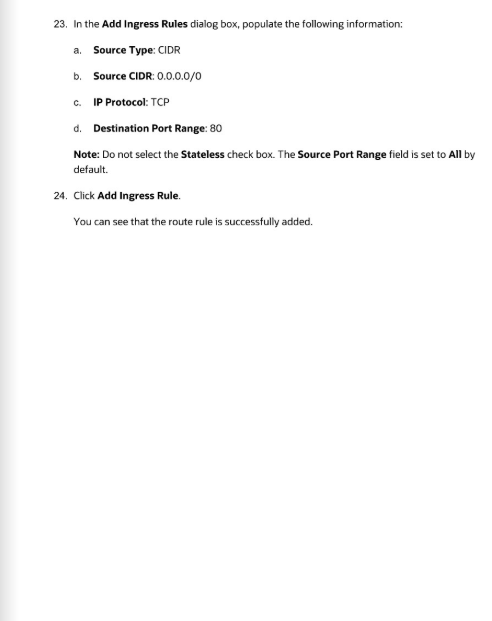 23. In the Add Ingress Rules dialog box, populate the following information:
a. Source Type: CIDR
b. Source CIDR: 0.0.0.0/0
c. IP Protocol: TCP
d. Destination Port Range: 80
Note: Do not select the Stateless check box. The Source Port Range field is set to All by
default.
24. Click Add Ingress Rule.
You can see that the route rule is successfully added.